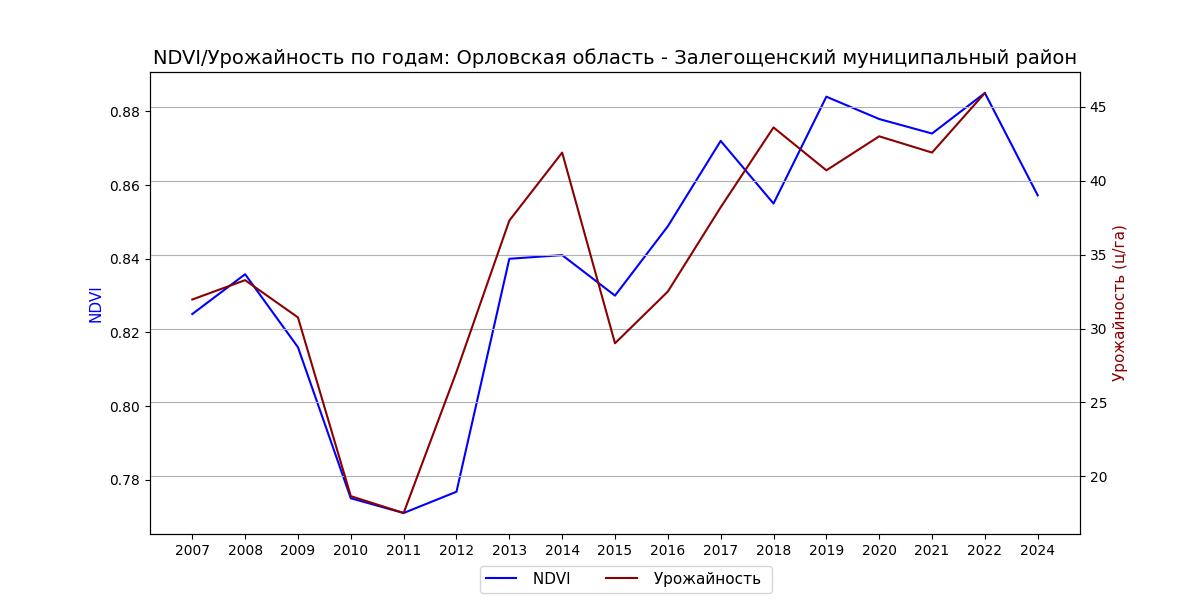 NDVI/Урожайность по годам: Орловская область - Залегощенский муниципальный район
0.88
0.86
0.84
0.82
0.80
0.78
NDVI
45
40
35
30
25
20
Урожайность (ц/га)
2007 2008 2009 2010 2011 2012 2013 2014 2015 2016 2017 2018 2019 2020 2021 2022 2024
NDVI Урожайность